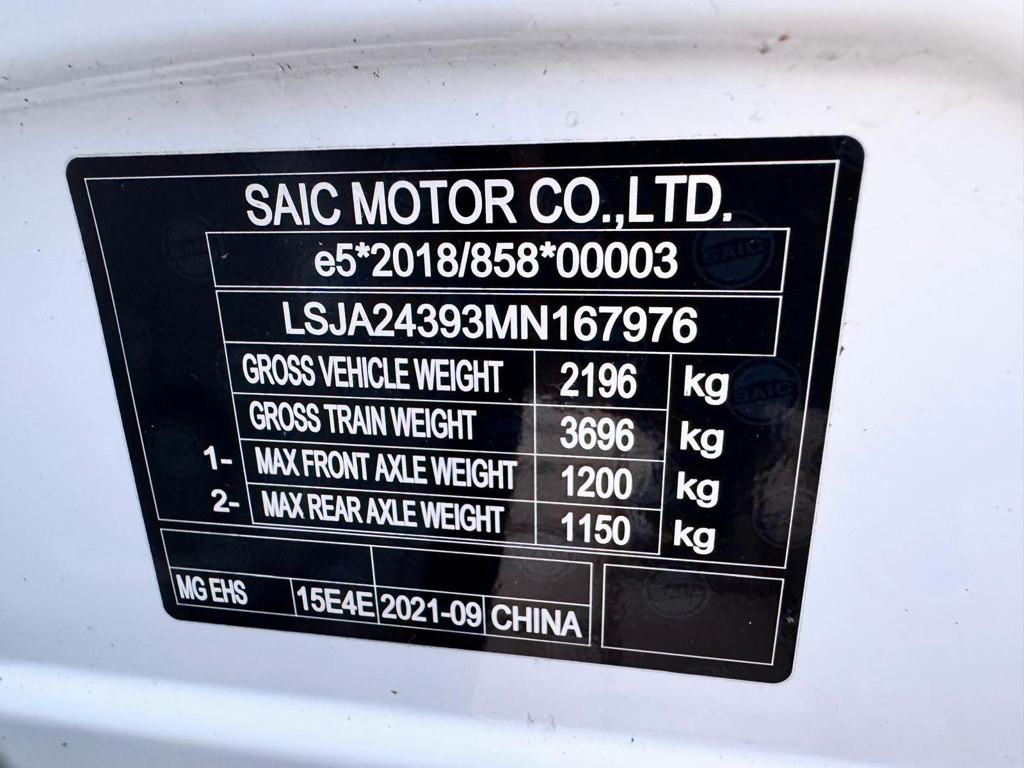 SAIC MOTOR CO.,LTD.
e5*2018/858*00003
LSJA24393MN167976
GROSS VEHICLE WEIGHT 2196 kg
GROSS TRAIN WEIGHT 3696 kg
1- MAX FRONT AXLE WEIGHT 1200 kg
2- MAX REAR AXLE WEIGHT 1150 kg
MG EHS 15E4E 2021-09 CHINA
SAIC
SAIC